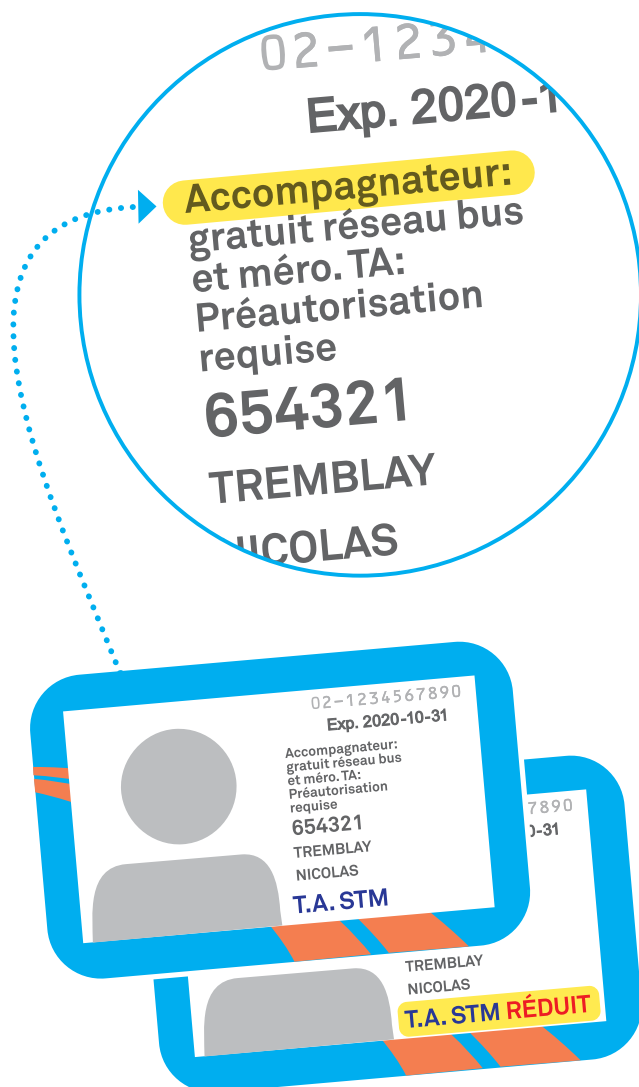 02-1234
Exp. 2020-1
Accompagnateur:
gratuit réseau bus
et méro. TA:
Préautorisation
requise
654321
TREMBLAY
NICOLAS
02-1234567890
Exp. 2020-10-31
Accompagnateur:
gratuit réseau bus
et méro. TA:
Préautorisation
requise
654321
TREMBLAY
NICOLAS
T.A. STM
7890
0-31
TREMBLAY
NICOLAS
T.A. STM RÉDUIT